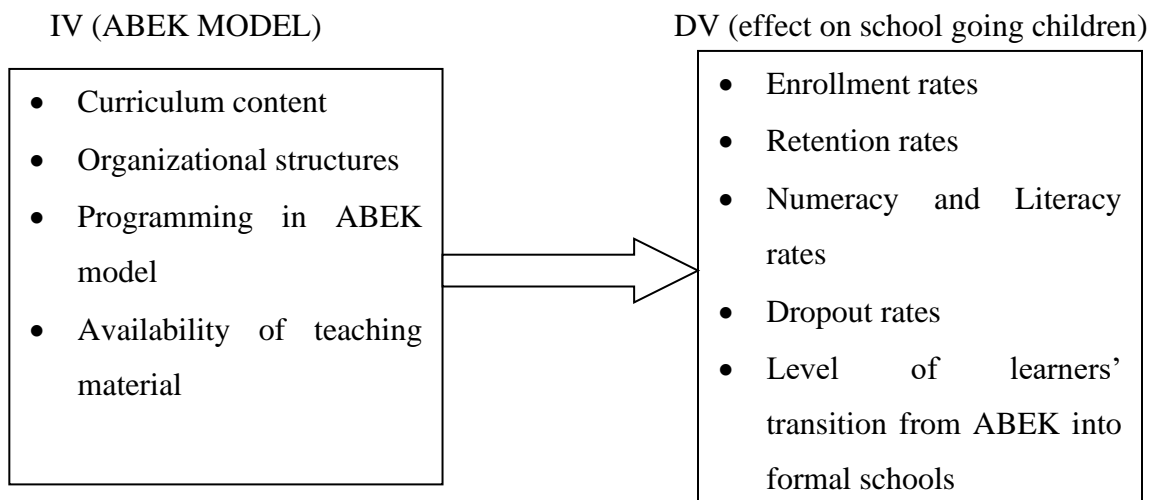 IV (ABEK MODEL)
• Curriculum content
• Organizational structures
• Programming in ABEK
model
• Availability of teaching
material
DV (effect on school going children)
• Enrollment rates
• Retention rates
• Numeracy and Literacy
rates
• Dropout rates
• Level of learners’
transition from ABEK into
formal schools